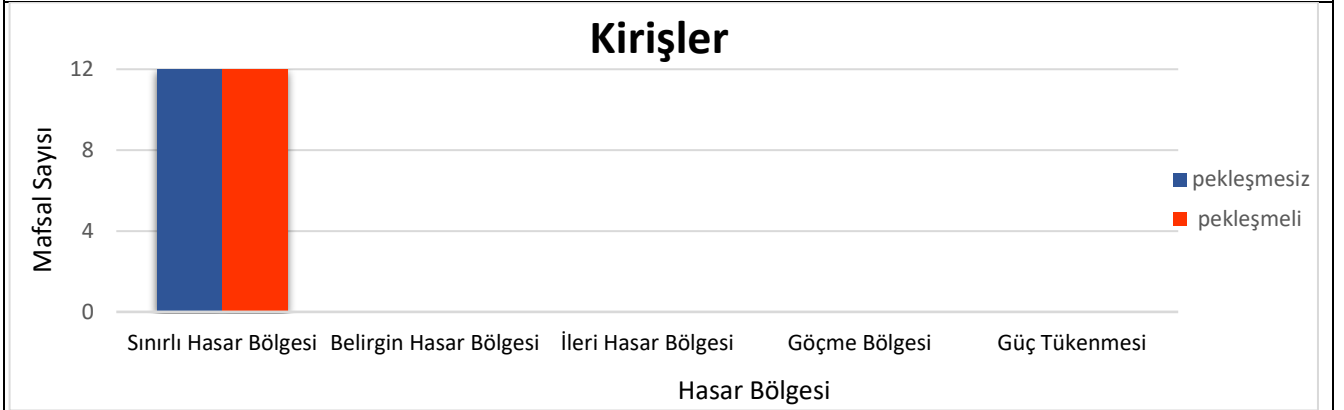 Kirişler
12
8
4
0
Mafsal Sayısı
pekleşmesiz
pekleşmeli
Sınırlı Hasar Bölgesi Belirgin Hasar Bölgesi İleri Hasar Bölgesi Göçme Bölgesi Güç Tükenmesi
Hasar Bölgesi